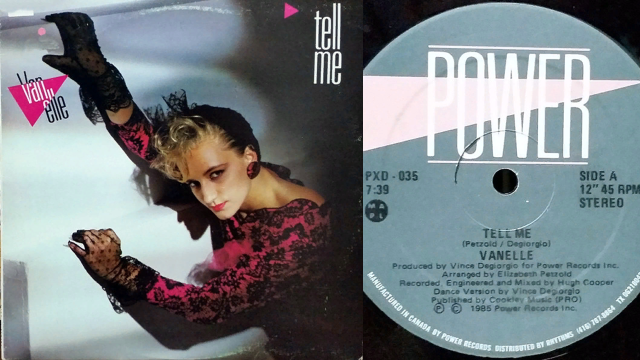 tell
me
Van
elle
POWER
PXD - 035
7:39
SIDE A
12" 45 RPM
STEREO
TELL ME
(Petzold / Degiorgio)
VANELLE
Produced by Vince Degiorgio for Power Records Inc.
Arranged by Elizabeth Petzold
Recorded, Engineered and Mixed by Hugh Cooper
Dance Version by Vince Degiorgio
Published by Cookley Music (PRO)
Ⓟ © 1985 Power Records Inc.
MANUFACTURED IN CANADA BY POWER RECORDS. DISTRIBUTED BY RHYTHMS